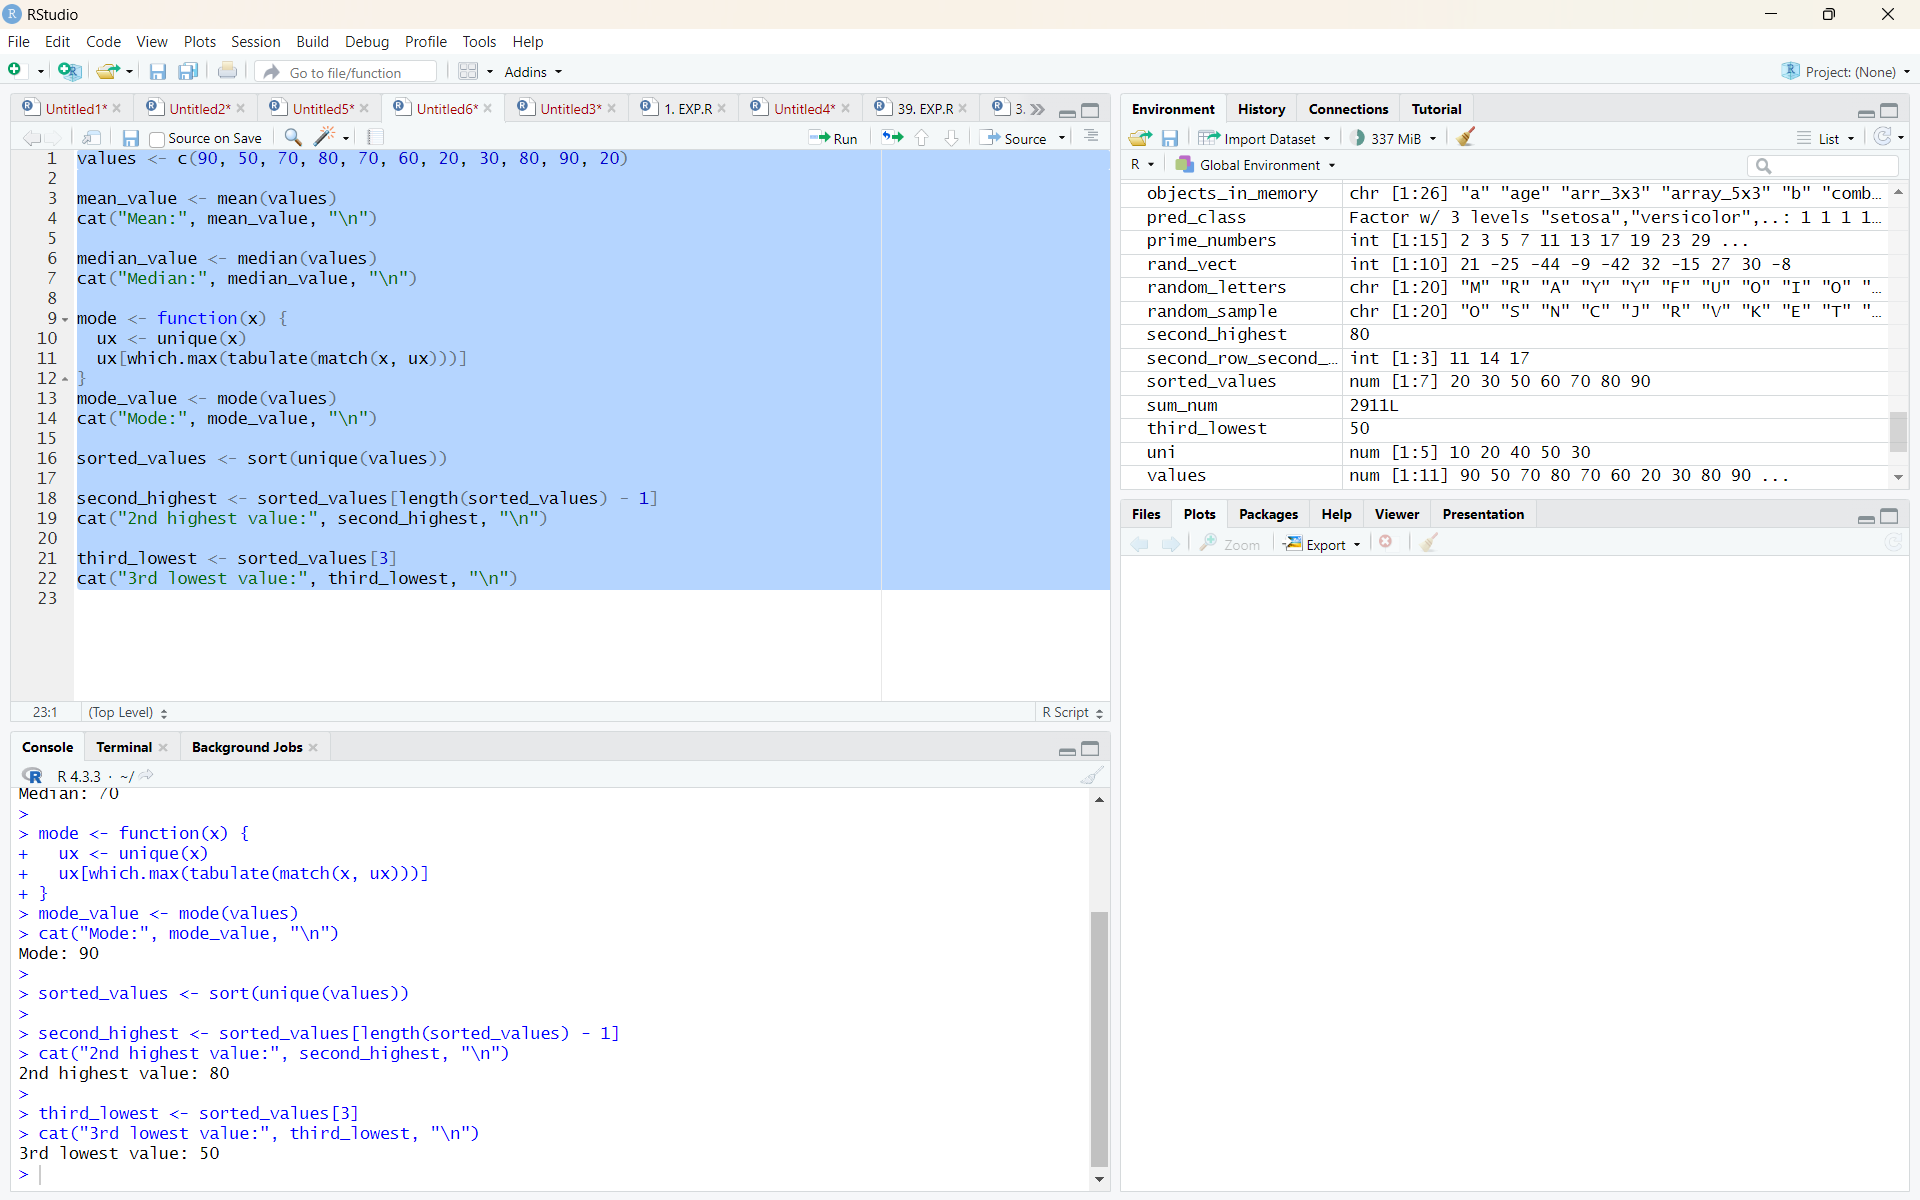 RStudio
File Edit Code View Plots Session Build Debug Profile Tools Help
Go to file/function Addins Project: (None)
Untitled1* Untitled2* Untitled5* Untitled6* Untitled3* 1. EXP.R Untitled4* 39. EXP.R 3.
Source on Save Run Source
1 values <- c(90, 50, 70, 80, 70, 60, 20, 30, 80, 90, 20)
2
3 mean_value <- mean(values)
4 cat("Mean:", mean_value, "\n")
5
6 median_value <- median(values)
7 cat("Median:", median_value, "\n")
8
9 mode <- function(x) {
10   ux <- unique(x)
11   ux[which.max(tabulate(match(x, ux)))]
12 }
13 mode_value <- mode(values)
14 cat("Mode:", mode_value, "\n")
15
16 sorted_values <- sort(unique(values))
17
18 second_highest <- sorted_values[length(sorted_values) - 1]
19 cat("2nd highest value:", second_highest, "\n")
20
21 third_lowest <- sorted_values[3]
22 cat("3rd lowest value:", third_lowest, "\n")
23
23:1 (Top Level) R Script
Console Terminal Background Jobs
R 4.3.3 · ~/
Median: 70
>
> mode <- function(x) {
+   ux <- unique(x)
+   ux[which.max(tabulate(match(x, ux)))]
+ }
> mode_value <- mode(values)
> cat("Mode:", mode_value, "\n")
Mode: 90
>
> sorted_values <- sort(unique(values))
>
> second_highest <- sorted_values[length(sorted_values) - 1]
> cat("2nd highest value:", second_highest, "\n")
2nd highest value: 80
>
> third_lowest <- sorted_values[3]
> cat("3rd lowest value:", third_lowest, "\n")
3rd lowest value: 50
>
Environment History Connections Tutorial
Import Dataset 337 MiB List
R Global Environment
objects_in_memory chr [1:26] "a" "age" "arr_3x3" "array_5x3" "b" "comb…
pred_class Factor w/ 3 levels "setosa","versicolor",..: 1 1 1 1…
prime_numbers int [1:15] 2 3 5 7 11 13 17 19 23 29 ...
rand_vect int [1:10] 21 -25 -44 -9 -42 32 -15 27 30 -8
random_letters chr [1:20] "M" "R" "A" "Y" "Y" "F" "U" "O" "I" "O" "…
random_sample chr [1:20] "O" "S" "N" "C" "J" "R" "V" "K" "E" "T" "…
second_highest 80
second_row_second_… int [1:3] 11 14 17
sorted_values num [1:7] 20 30 50 60 70 80 90
sum_num 2911L
third_lowest 50
uni num [1:5] 10 20 40 50 30
values num [1:11] 90 50 70 80 70 60 20 30 80 90 ...
Files Plots Packages Help Viewer Presentation
Zoom Export